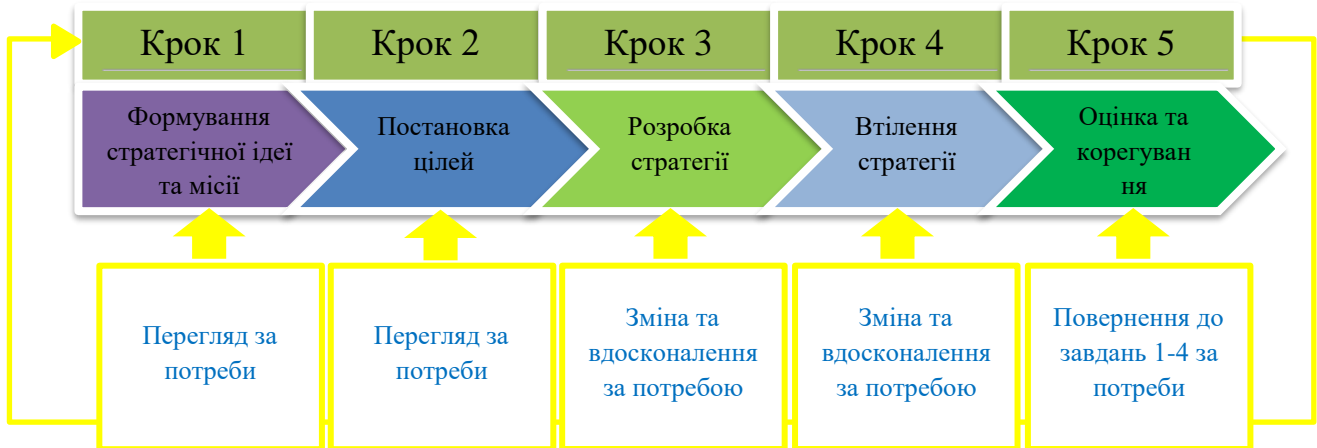 Крок 1
Крок 2
Крок 3
Крок 4
Крок 5
Формування
стратегічної ідеї
та місії
Постановка
цілей
Розробка
стратегії
Втілення
стратегії
Оцінка та
корегуван
ня
Перегляд за
потреби
Перегляд за
потреби
Зміна та
вдосконалення
за потребою
Зміна та
вдосконалення
за потребою
Повернення до
завдань 1-4 за
потреби